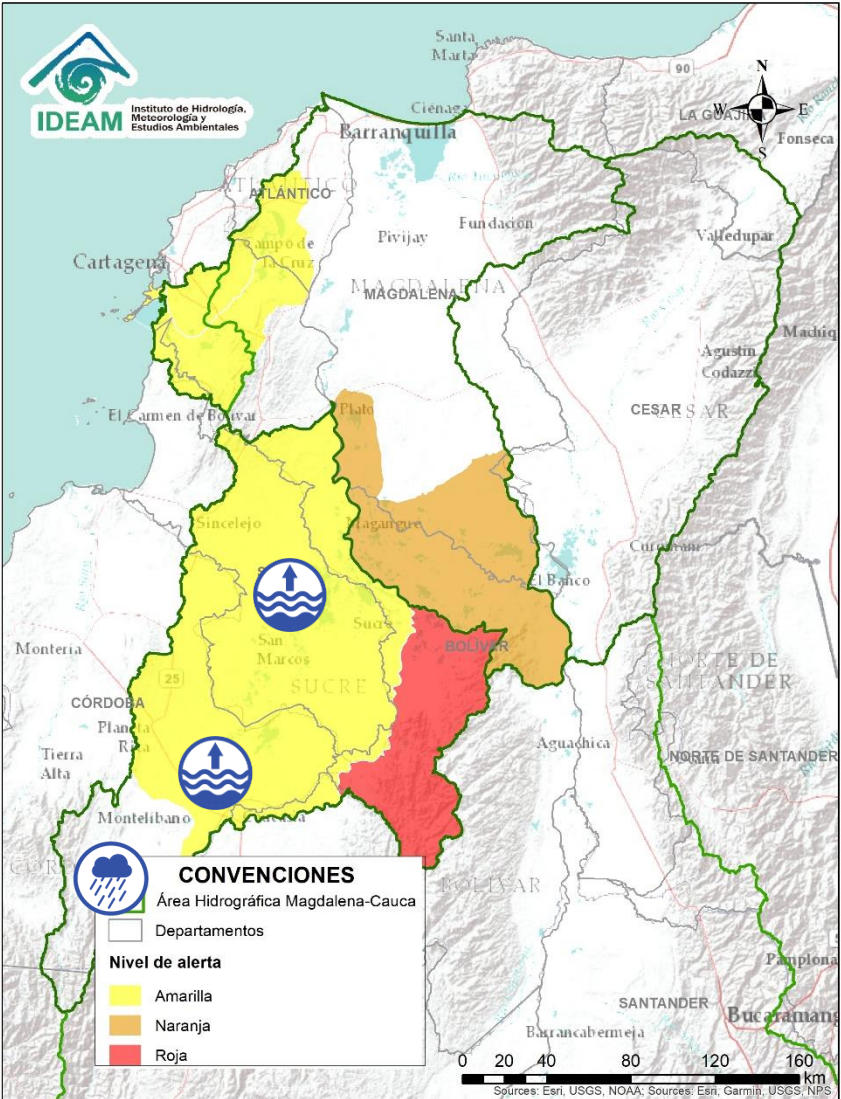 IDEAM
Instituto de Hidrología,
Meteorología y
Estudios Ambientales
Santa
Marta
90
N
W E
S
Ciénaga
Barranquilla
LA GUAJIRA
Fonseca
ATLÁNTICO
ATLÁNTICO
Pivijay
Fundación
Valledupar
Campo de
la Cruz
Cartagena
MAGDALENA
MAGDALENA
Machiq
Agustín
Codazzi
El Carmen de Bolívar
Plato
CESAR
CESAR
Sincelejo
Magangué
Curumaní
El Banco
Sucre
Montería
San
Marcos
BOLÍVAR
NORTE DE
SANTANDER
25
SUCRE
CÓRDOBA
Planeta
Rica
Aguachica
Tierra
Alta
NORTE DE SANTANDER
Montelíbano
CONVENCIONES
Área Hidrográfica Magdalena-Cauca
Departamentos
Nivel de alerta
Amarilla
Naranja
Roja
BOLÍVAR
Pamplona
SANTANDER
Bucaramang
Barrancabermeja
0 20 40 80 120 160
km
Sources: Esri, USGS, NOAA; Sources: Esri, Garmin, USGS, NPS